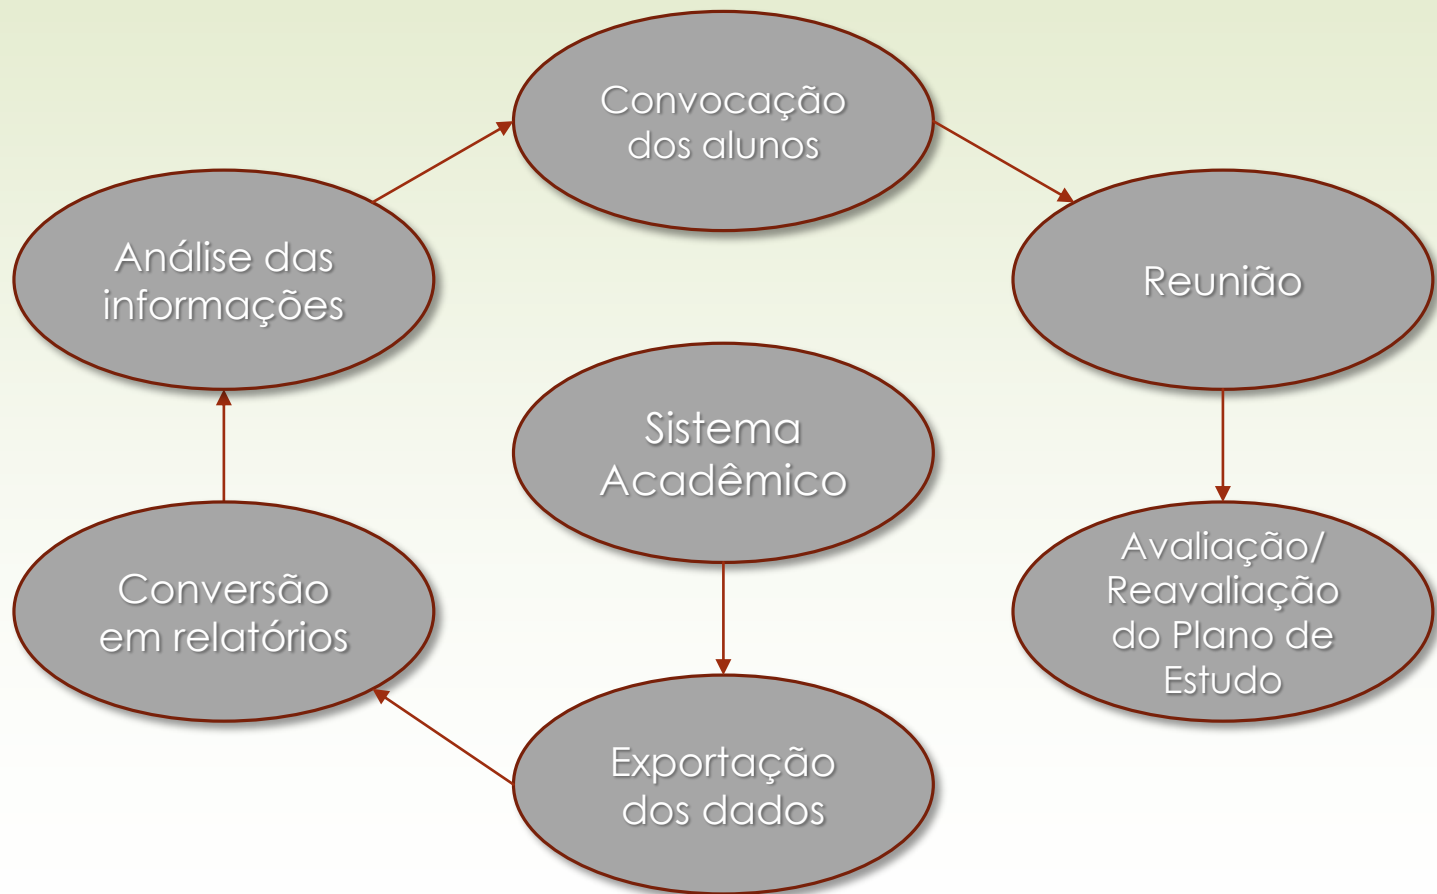 Convocação
dos alunos
Análise das
informações
Reunião
Sistema
Acadêmico
Conversão
em relatórios
Avaliação/
Reavaliação
do Plano de
Estudo
Exportação
dos dados